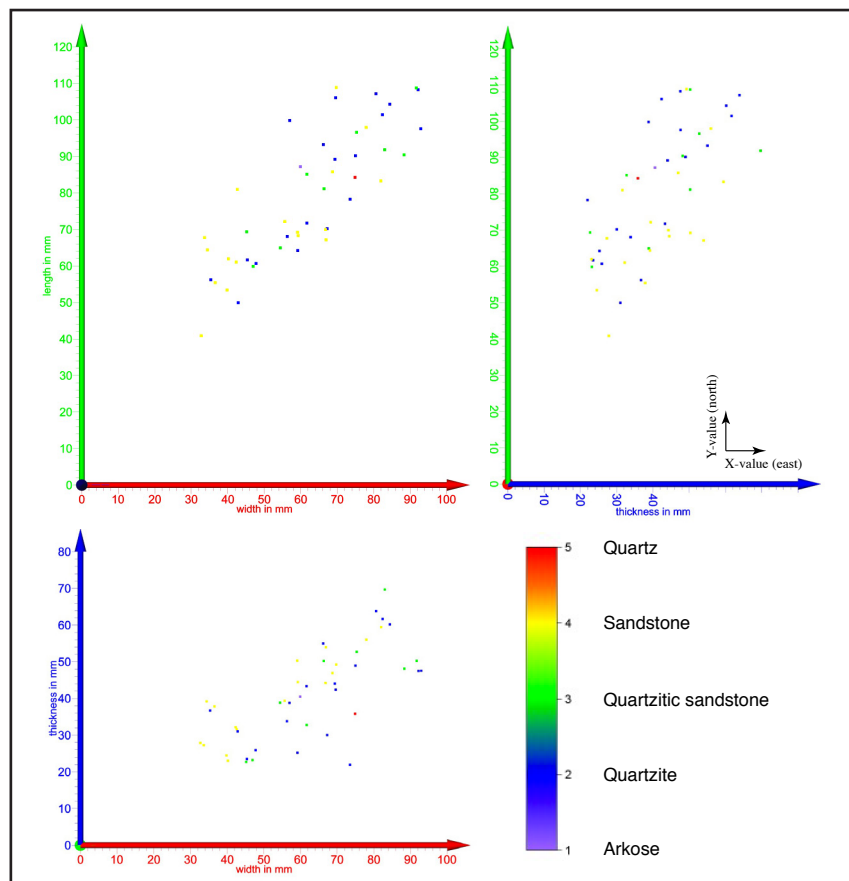 120
110
100
90
80
70
60
50
40
30
20
10
0
length in mm
0 10 20 30 40 50 60 70 80 90 100
width in mm
120
110
100
90
80
70
60
50
40
30
20
10
0
0 10 20 30 40
thickness in mm
Y-value (north)
X-value (east)
80
70
60
50
40
30
20
10
0
thickness in mm
0 10 20 30 40 50 60 70 80 90 100
width in mm
5 Quartz
4 Sandstone
3 Quartzitic sandstone
2 Quartzite
1 Arkose